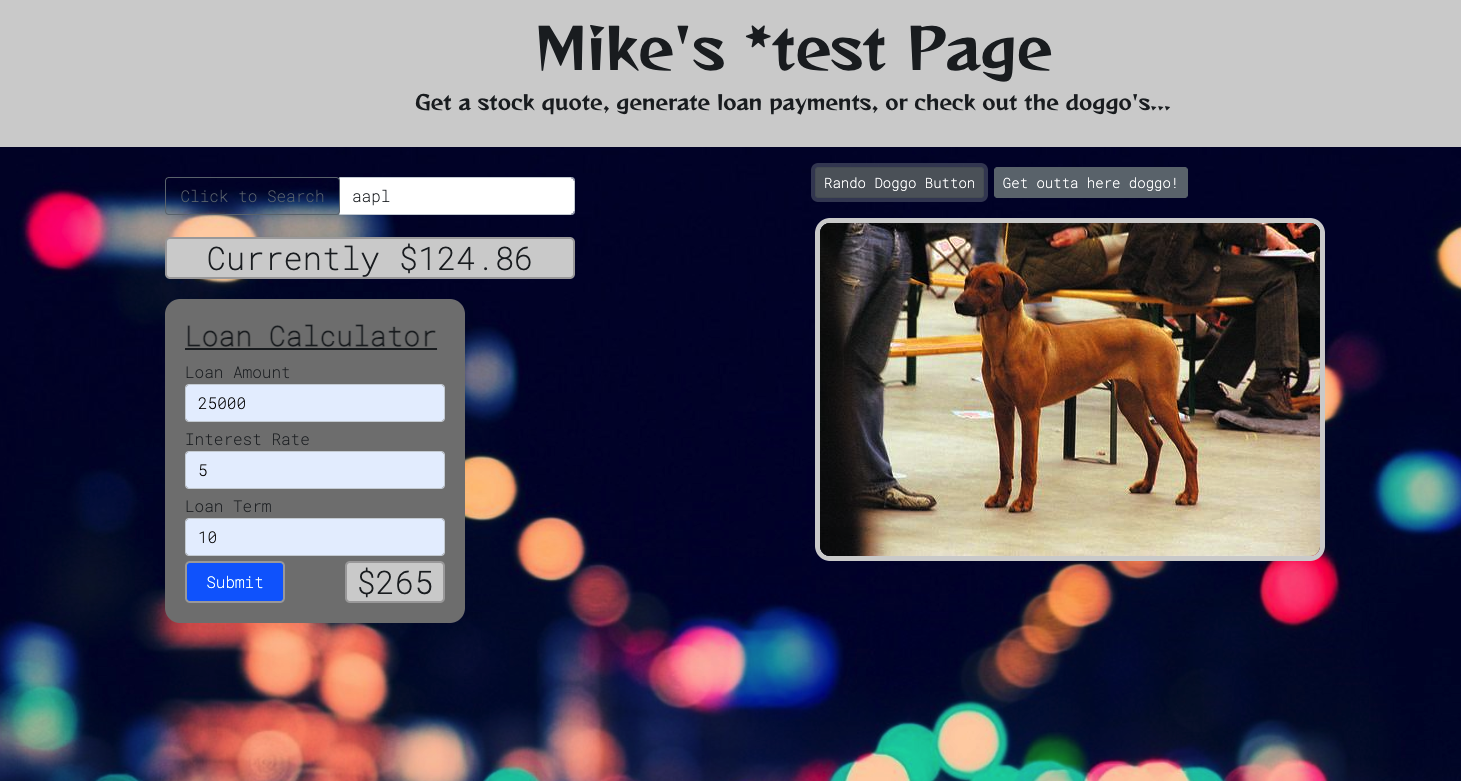 Mike's *test Page
Get a stock quote, generate loan payments, or check out the doggo's...
Click to Search aapl
Currently $124.86
Loan Calculator
Loan Amount
25000
Interest Rate
5
Loan Term
10
Submit $265
Rando Doggo Button Get outta here doggo!